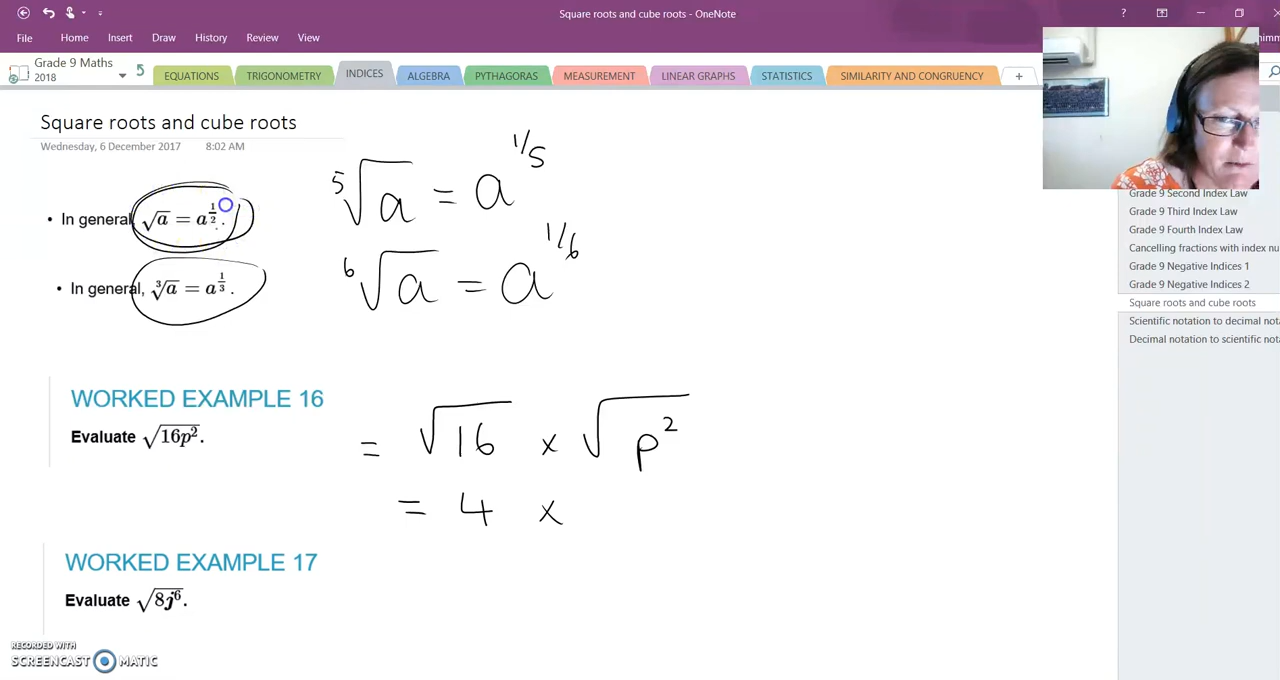 Square roots and cube roots - OneNote
?
File Home Insert Draw History Review View
Grade 9 Maths
2018
EQUATIONS TRIGONOMETRY INDICES ALGEBRA PYTHAGORAS MEASUREMENT LINEAR GRAPHS STATISTICS SIMILARITY AND CONGRUENCY +
Square roots and cube roots
Wednesday, 6 December 2017 8:02 AM
• In general, √a = a^(1/2).
• In general, ∛a = a^(1/3).
⁵√a = a^(1/5)
⁶√a = a^(1/6)
WORKED EXAMPLE 16
Evaluate √(16p²).
= √16 × √(p²)
= 4 ×
WORKED EXAMPLE 17
Evaluate √(8j⁶).
Grade 9 Second Index Law
Grade 9 Third Index Law
Grade 9 Fourth Index Law
Cancelling fractions with index nu
Grade 9 Negative Indices 1
Grade 9 Negative Indices 2
Square roots and cube roots
Scientific notation to decimal nota
Decimal notation to scientific nota
RECORDED WITH
SCREENCAST MATIC